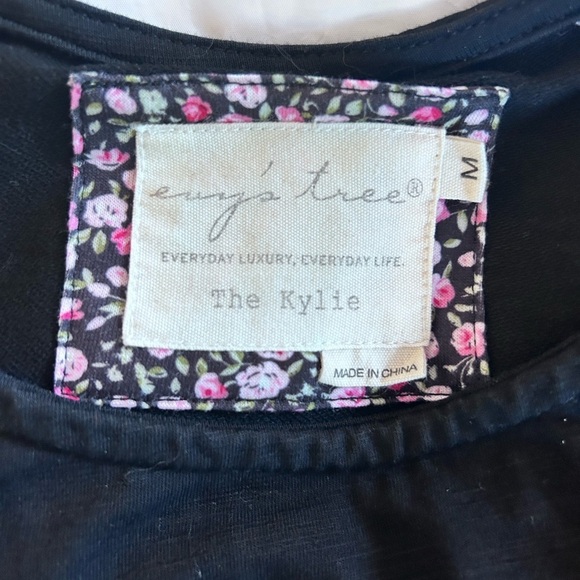 evy's tree®
M
EVERYDAY LUXURY, EVERYDAY LIFE.
The Kylie
MADE IN CHINA